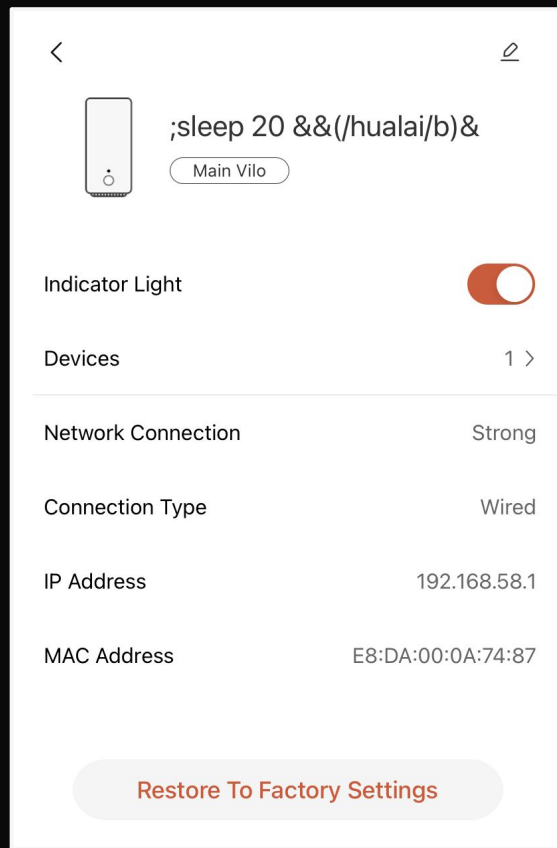 ;sleep 20 &&(/hualai/b)&
Main Vilo
Indicator Light
Devices 1
Network Connection Strong
Connection Type Wired
IP Address 192.168.58.1
MAC Address E8:DA:00:0A:74:87
Restore To Factory Settings